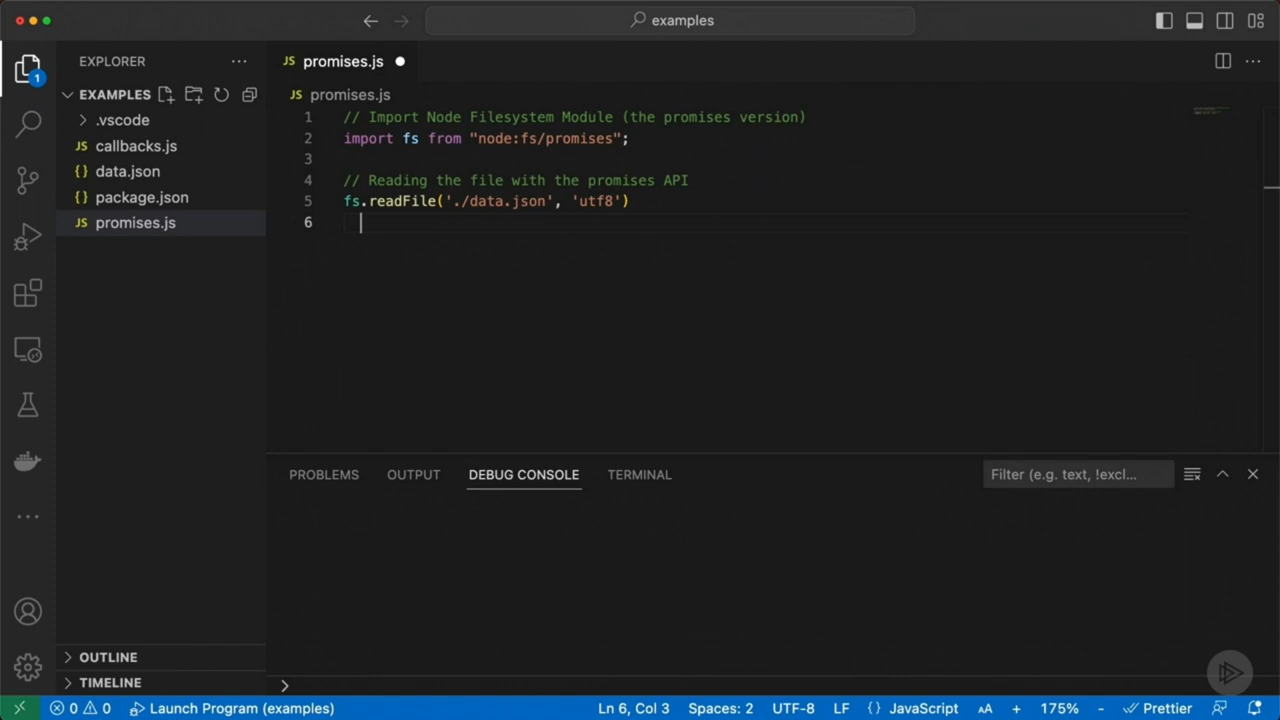 examples
EXPLORER
JS promises.js
EXAMPLES
JS promises.js
.vscode
JS callbacks.js
{} data.json
{} package.json
JS promises.js
1
1 // Import Node Filesystem Module (the promises version)
2 import fs from "node:fs/promises";
3
4 // Reading the file with the promises API
5 fs.readFile('./data.json', 'utf8')
6
PROBLEMS OUTPUT DEBUG CONSOLE TERMINAL
Filter (e.g. text, !excl...
OUTLINE
TIMELINE
0 0 Launch Program (examples) Ln 6, Col 3 Spaces: 2 UTF-8 LF {} JavaScript AA + 175% - Prettier